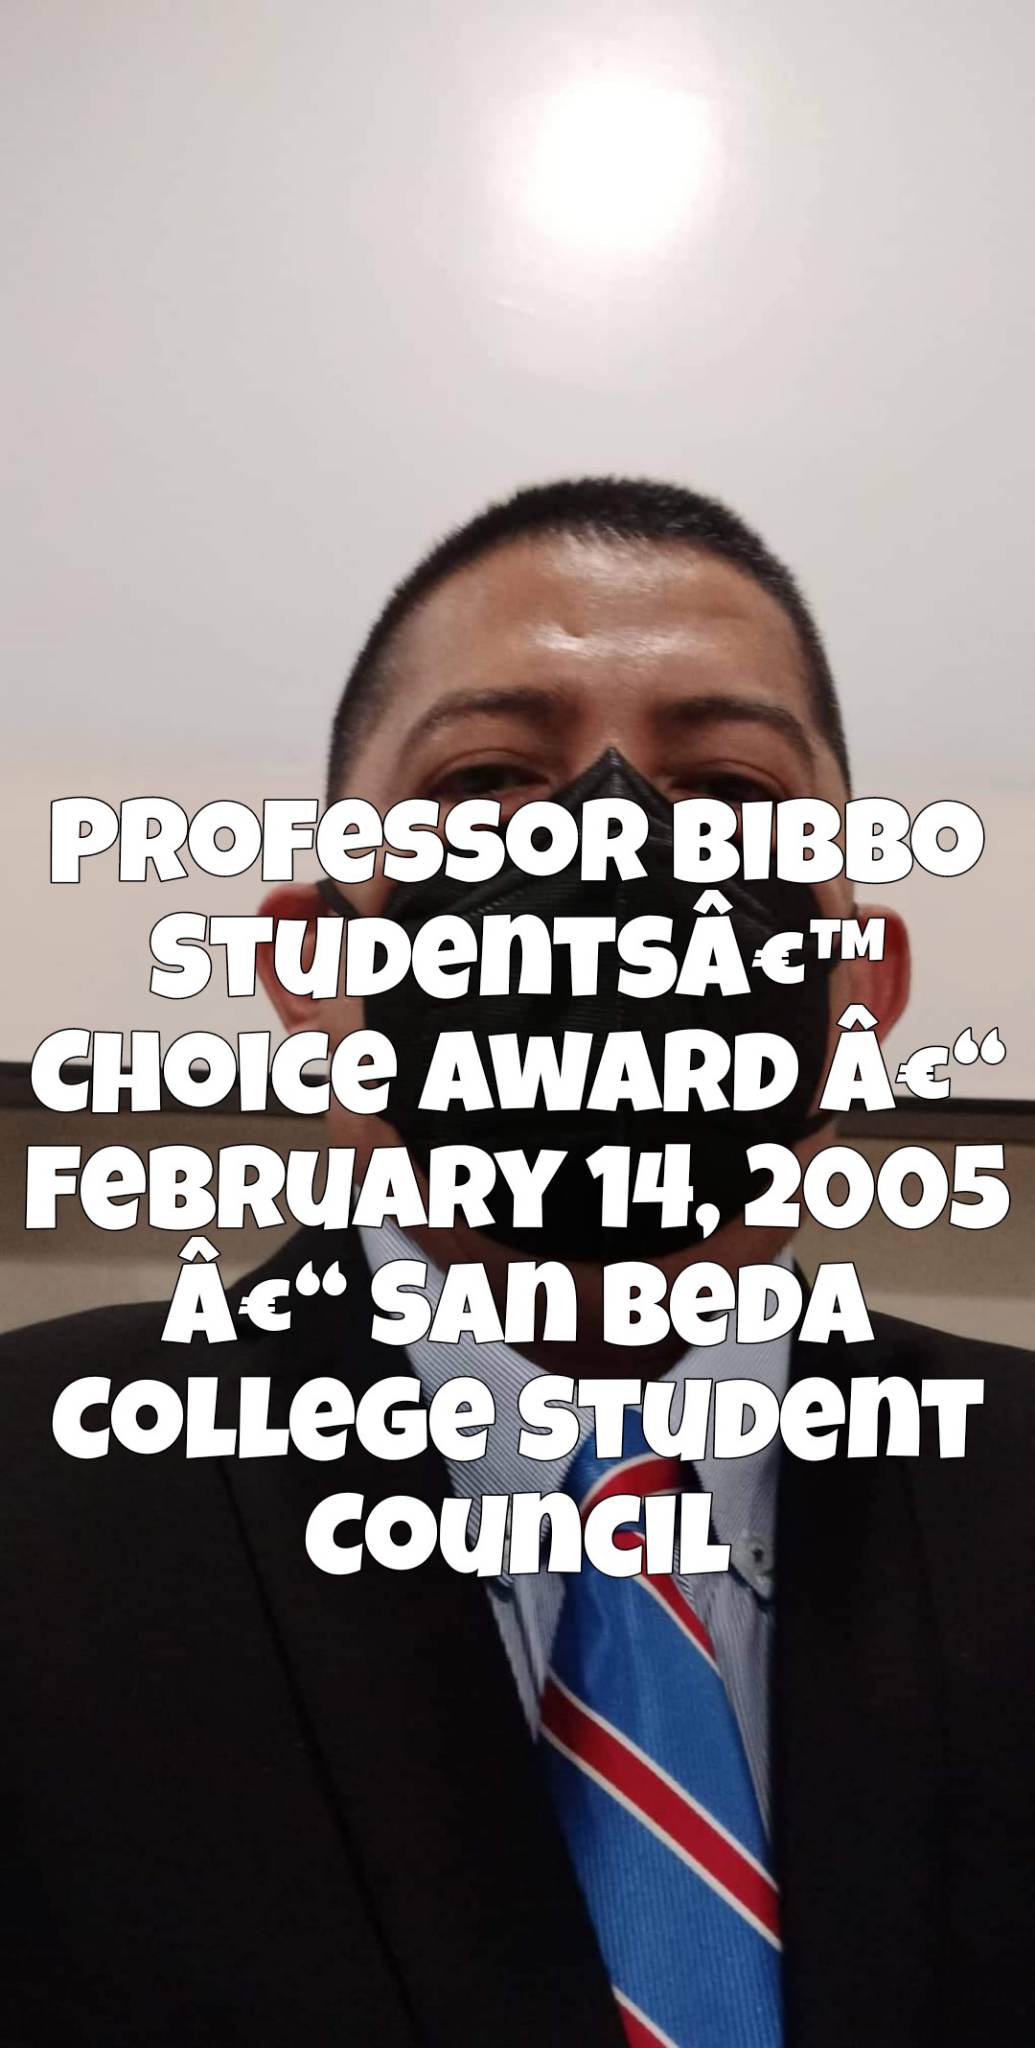 PROFESSOR BIBBO
STUDENTSÂ€™
CHOICE AWARD Â€“
FEBRUARY 14, 2005
Â€“ SAN BEDA
COLLEGE STUDENT
COUNCIL